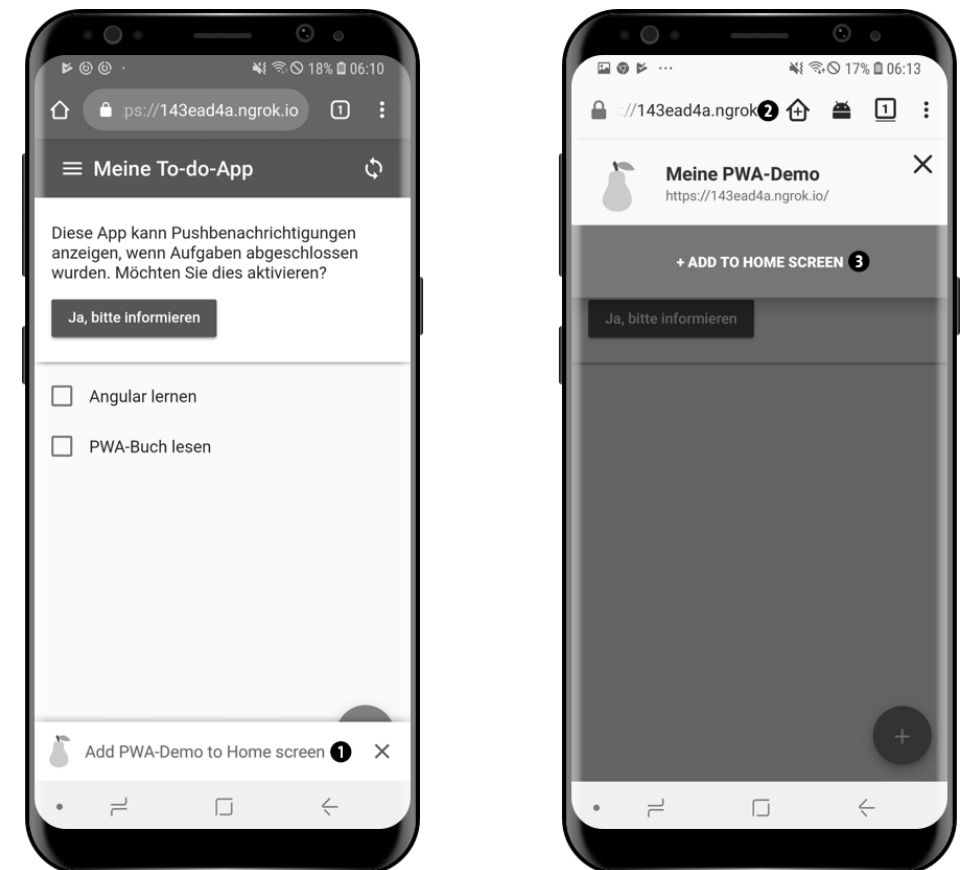 18% 06:10
ps://143ead4a.ngrok.io 1
Meine To-do-App
Diese App kann Pushbenachrichtigungen
anzeigen, wenn Aufgaben abgeschlossen
wurden. Möchten Sie dies aktivieren?
Ja, bitte informieren
Angular lernen
PWA-Buch lesen
Add PWA-Demo to Home screen 1
17% 06:13
://143ead4a.ngrok 2 1
Meine PWA-Demo
https://143ead4a.ngrok.io/
+ ADD TO HOME SCREEN 3
Ja, bitte informieren
+